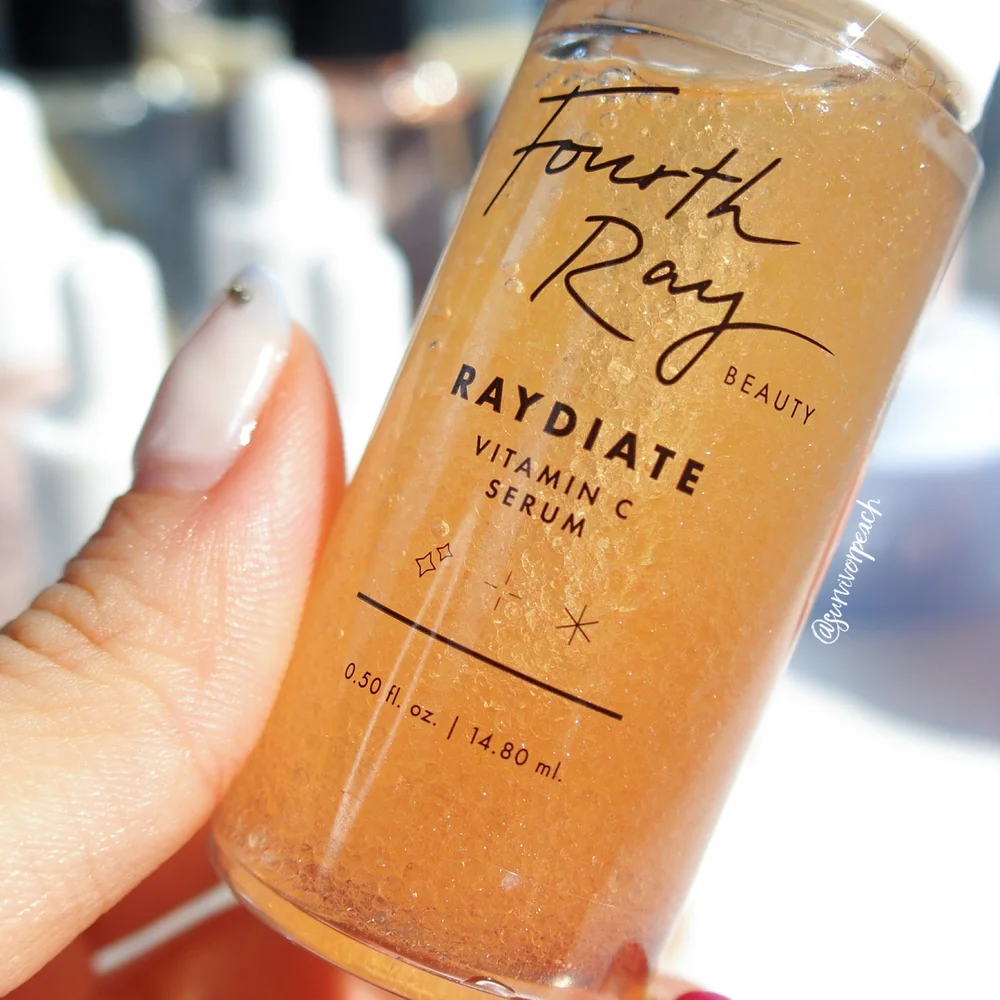 Fourth
Ray
BEAUTY
RAYDIATE
VITAMIN C
SERUM
0.50 fl. oz. | 14.80 ml.
@survivorpeach